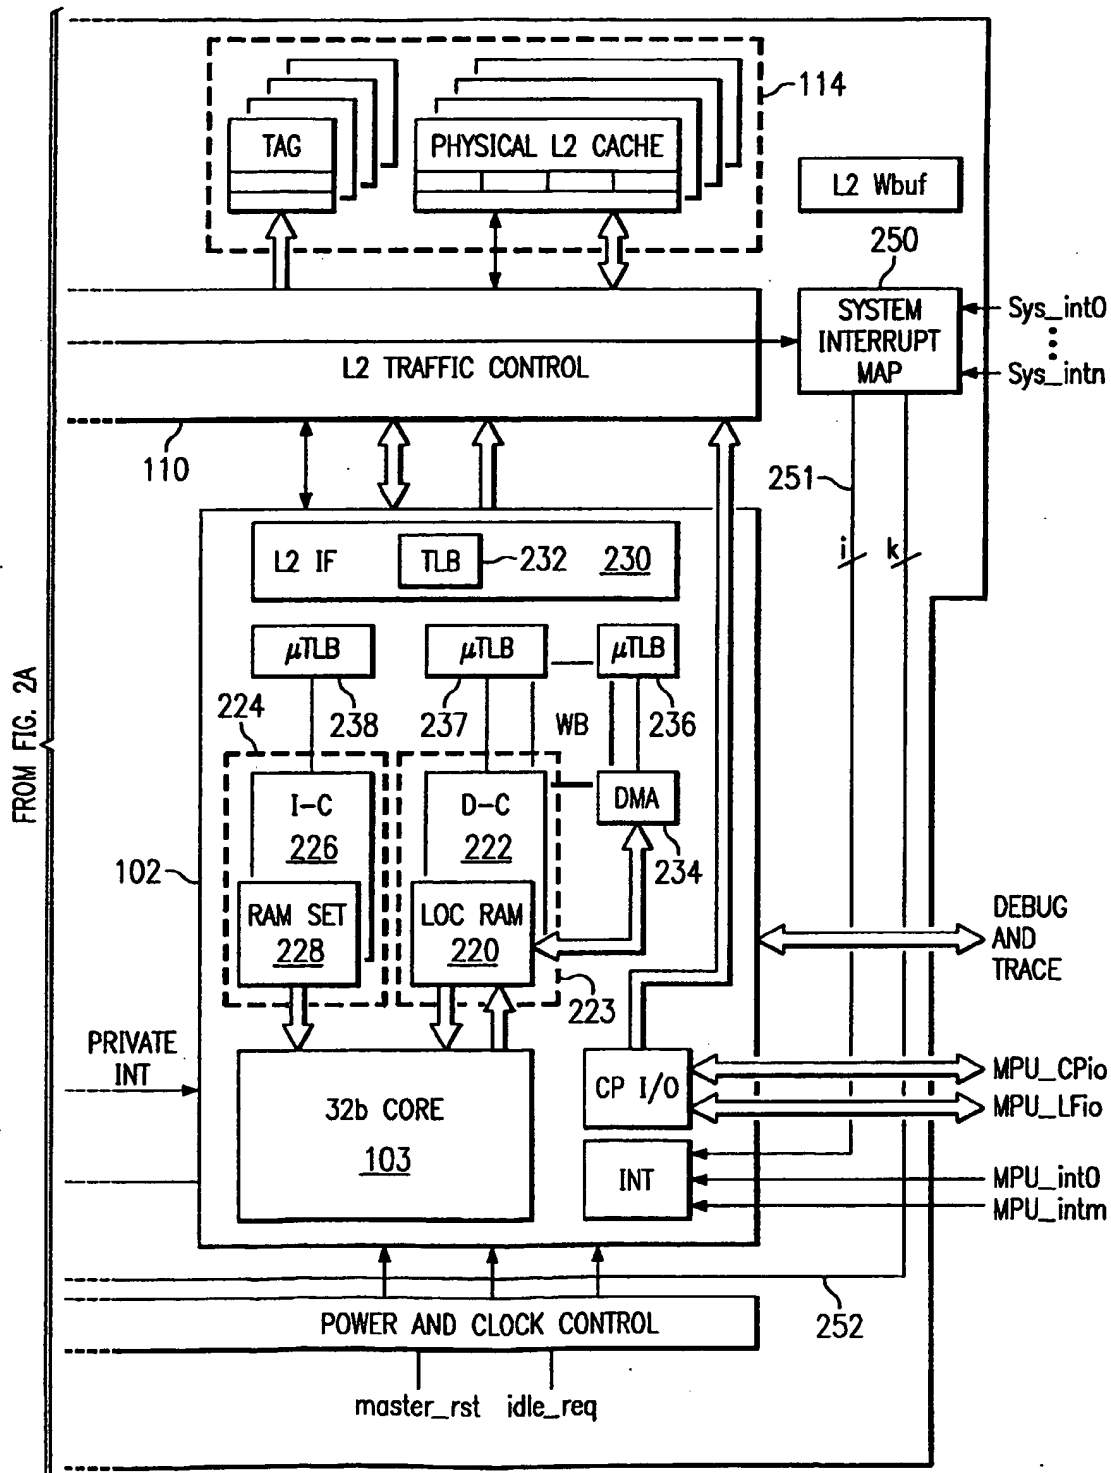 FROM FIG. 2A
114
TAG
PHYSICAL L2 CACHE
L2 Wbuf
250
SYSTEM
INTERRUPT
MAP
Sys_int0
Sys_intn
L2 TRAFFIC CONTROL
110
251
i
k
L2 IF
TLB
232
230
μTLB
μTLB
μTLB
238
237
236
224
WB
I-C
226
D-C
222
DMA
234
102
RAM SET
228
LOC RAM
220
223
DEBUG
AND
TRACE
PRIVATE
INT
32b CORE
103
CP I/O
MPU_CPio
MPU_LFio
INT
MPU_int0
MPU_intm
252
POWER AND CLOCK CONTROL
master_rst
idle_req